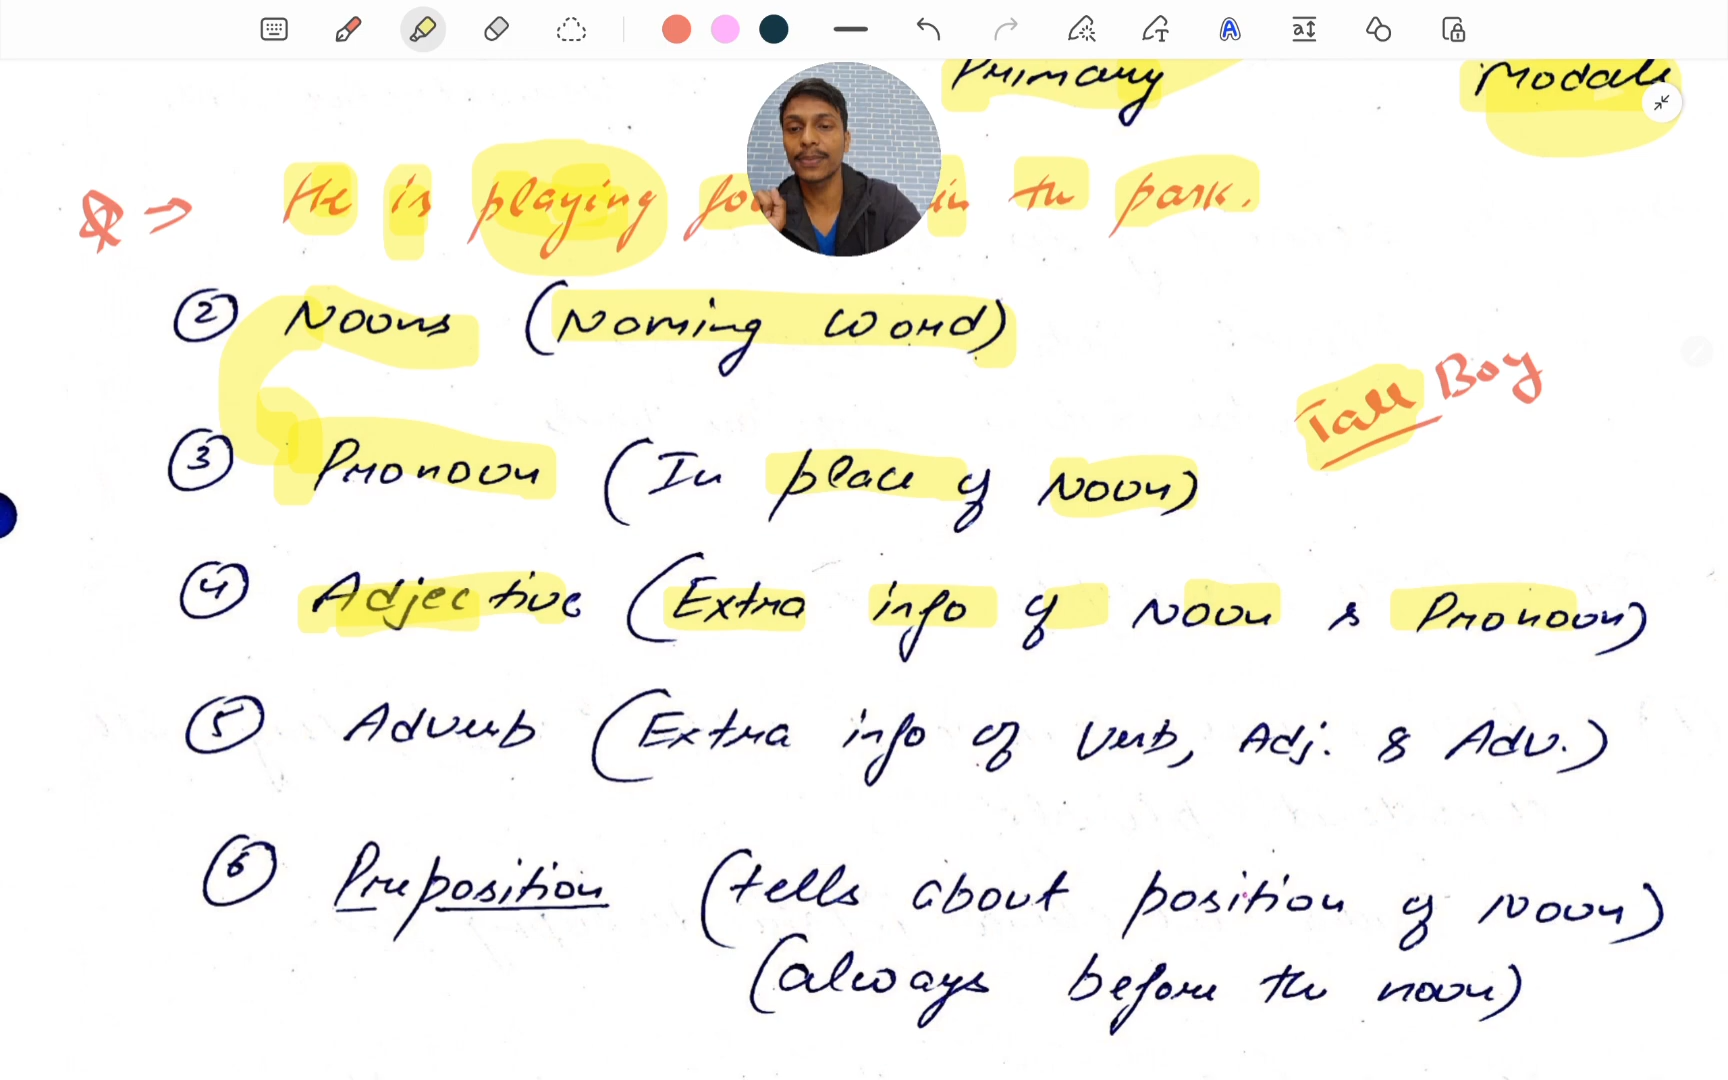 Primary Modals
Q → He is playing in the park.
② Nouns (Naming word)
Tall Boy
③ Pronoun (In place of Noun)
④ Adjective (Extra info of Noun & Pronoun)
⑤ Adverb (Extra info of Verb, Adj. & Adv.)
⑥ Preposition (tells about position of Noun)
(always before the noun)